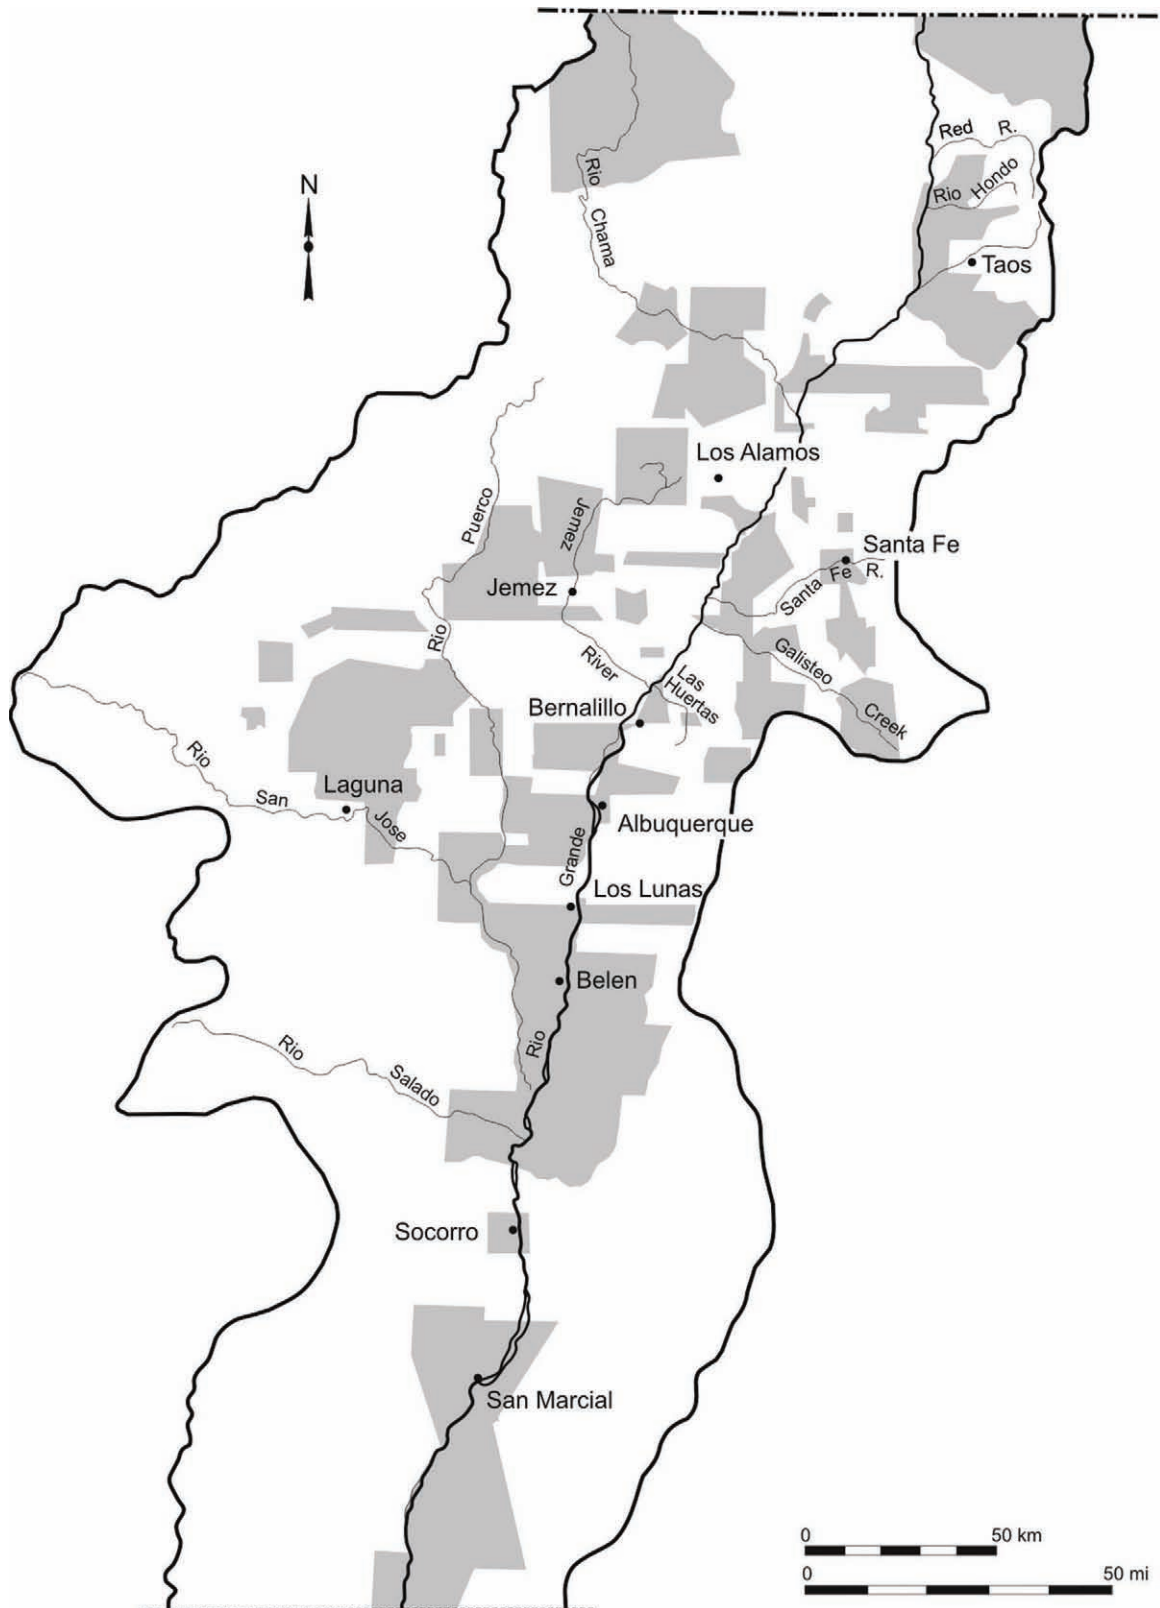 Red R.
N
Rio Hondo
Rio
Chama
Taos
Los Alamos
Puerco
Jemez
Santa Fe
Santa Fe R.
Jemez
Rio
Galisteo
River
Las
Huertas
Bernalillo
Creek
Rio
Laguna
San
Jose
Albuquerque
Grande
Los Lunas
Belen
Rio
Rio
Salado
Socorro
San Marcial
0 50 km
0 50 mi